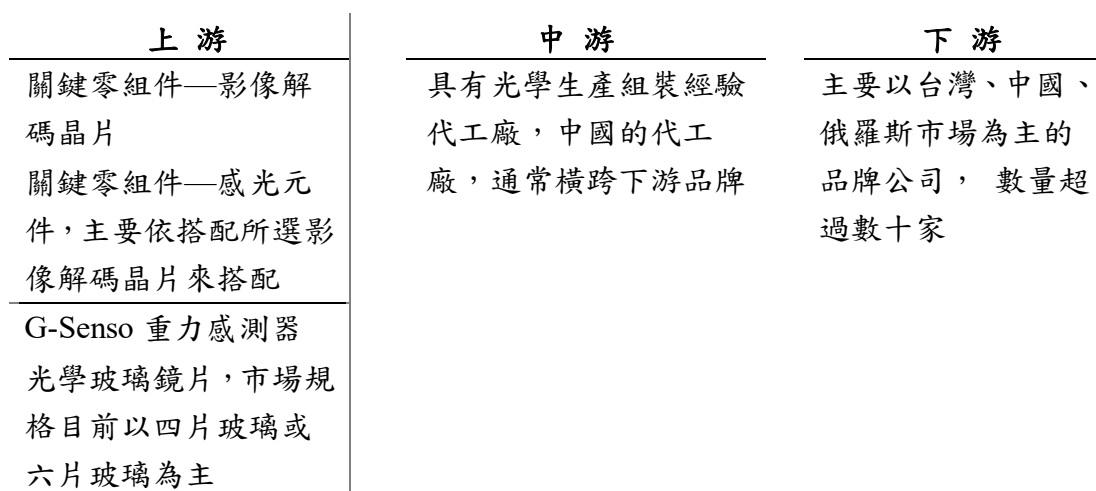 上 游
關鍵零組件—影像解
碼晶片
關鍵零組件—感光元
件，主要依搭配所選影
像解碼晶片來搭配
G-Senso 重力感測器
光學玻璃鏡片，市場規
格目前以四片玻璃或
六片玻璃為主
中 游
具有光學生產組裝經驗
代工廠，中國的代工
廠，通常橫跨下游品牌
下 游
主要以台灣、中國、
俄羅斯市場為主的
品牌公司， 數量超
過數十家